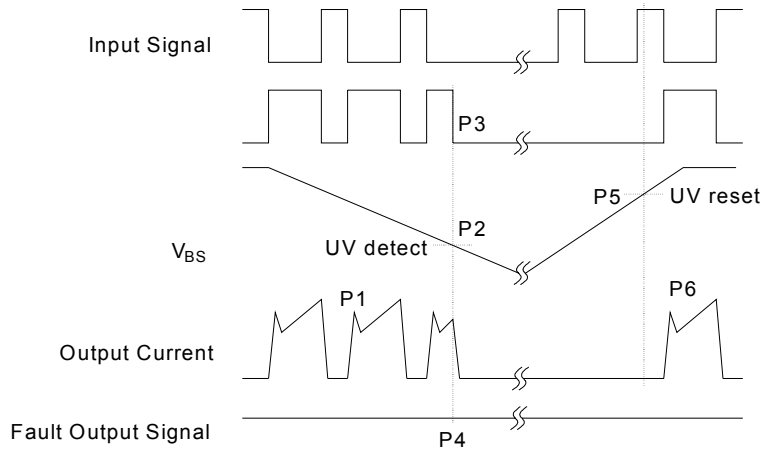 Input Signal
P3
P5
UV reset
P2
UV detect
VBS
P1
P6
Output Current
Fault Output Signal
P4